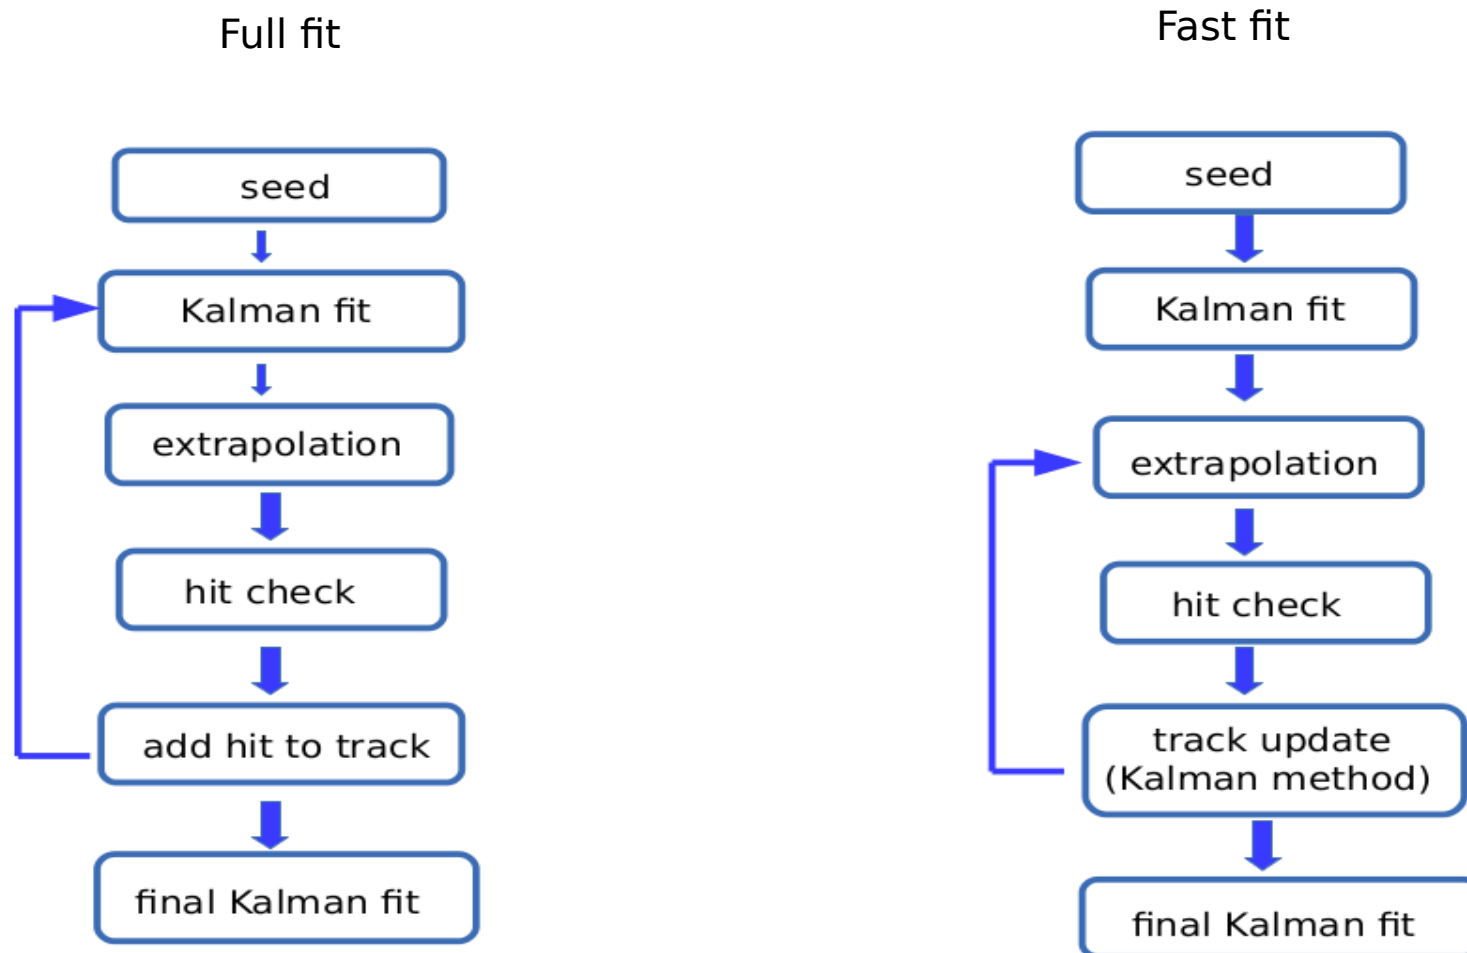 Full fit
seed
Kalman fit
extrapolation
hit check
add hit to track
final Kalman fit
Fast fit
seed
Kalman fit
extrapolation
hit check
track update
(Kalman method)
final Kalman fit